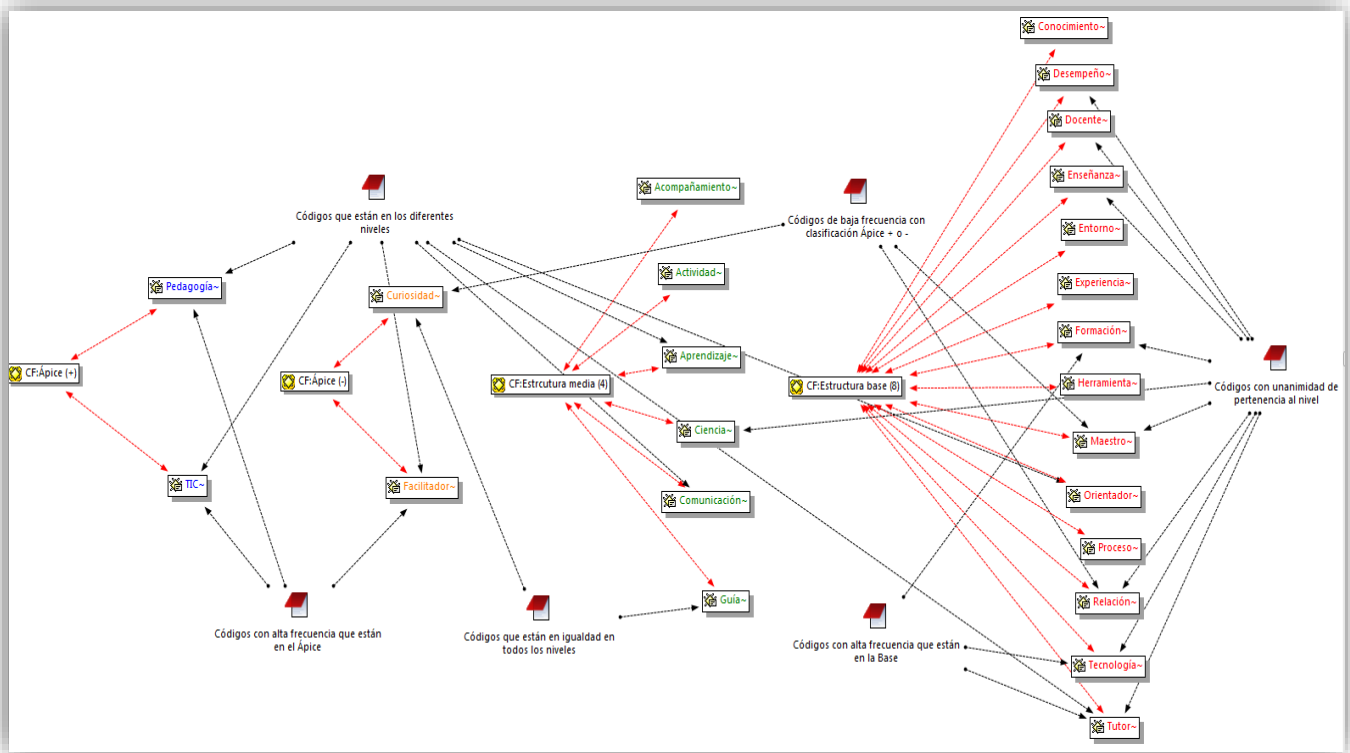 Conocimiento~
Desempeño~
Docente~
Enseñanza~
Entorno~
Experiencia~
Formación~
Herramienta~
Maestro~
Orientador~
Proceso~
Relación~
Tecnología~
Tutor~
Códigos que están en los diferentes
niveles
Acompañamiento~
Códigos de baja frecuencia con
clasificación Ápice + o -
Actividad~
Pedagogía~
Curiosidad~
Aprendizaje~
CF:Ápice (+)
CF:Ápice (-)
CF:Estrcutura media (4)
CF:Estructura base (8)
Códigos con unanimidad de
pertenencia al nivel
Ciencia~
TIC~
Facilitador~
Comunicación~
Guía~
Códigos con alta frecuencia que están
en el Ápice
Códigos que están en igualdad en
todos los niveles
Códigos con alta frecuencia que están
en la Base